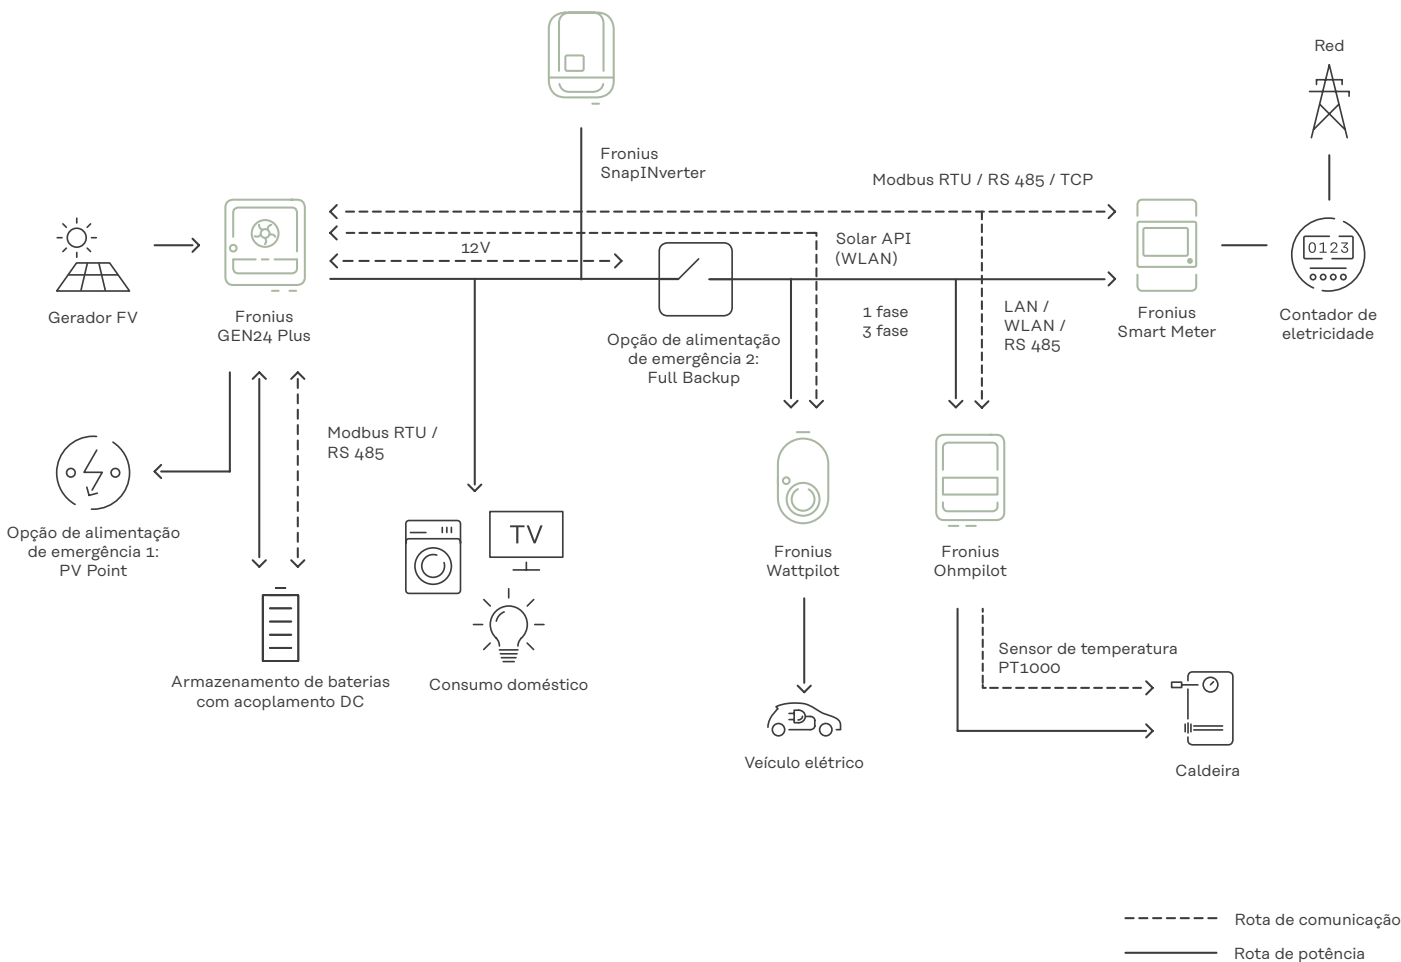 Red
Fronius
SnapINverter
Modbus RTU / RS 485 / TCP
12V
Solar API
(WLAN)
0123
Gerador FV
Fronius
GEN24 Plus
Opção de alimentação
de emergência 2:
Full Backup
1 fase
3 fase
LAN /
WLAN /
RS 485
Fronius
Smart Meter
Contador de
eletricidade
Modbus RTU /
RS 485
Opção de alimentação
de emergência 1:
PV Point
TV
Fronius
Wattpilot
Fronius
Ohmpilot
Armazenamento de baterias
com acoplamento DC
Consumo doméstico
Sensor de temperatura
PT1000
Veículo elétrico
Caldeira
Rota de comunicação
Rota de potência